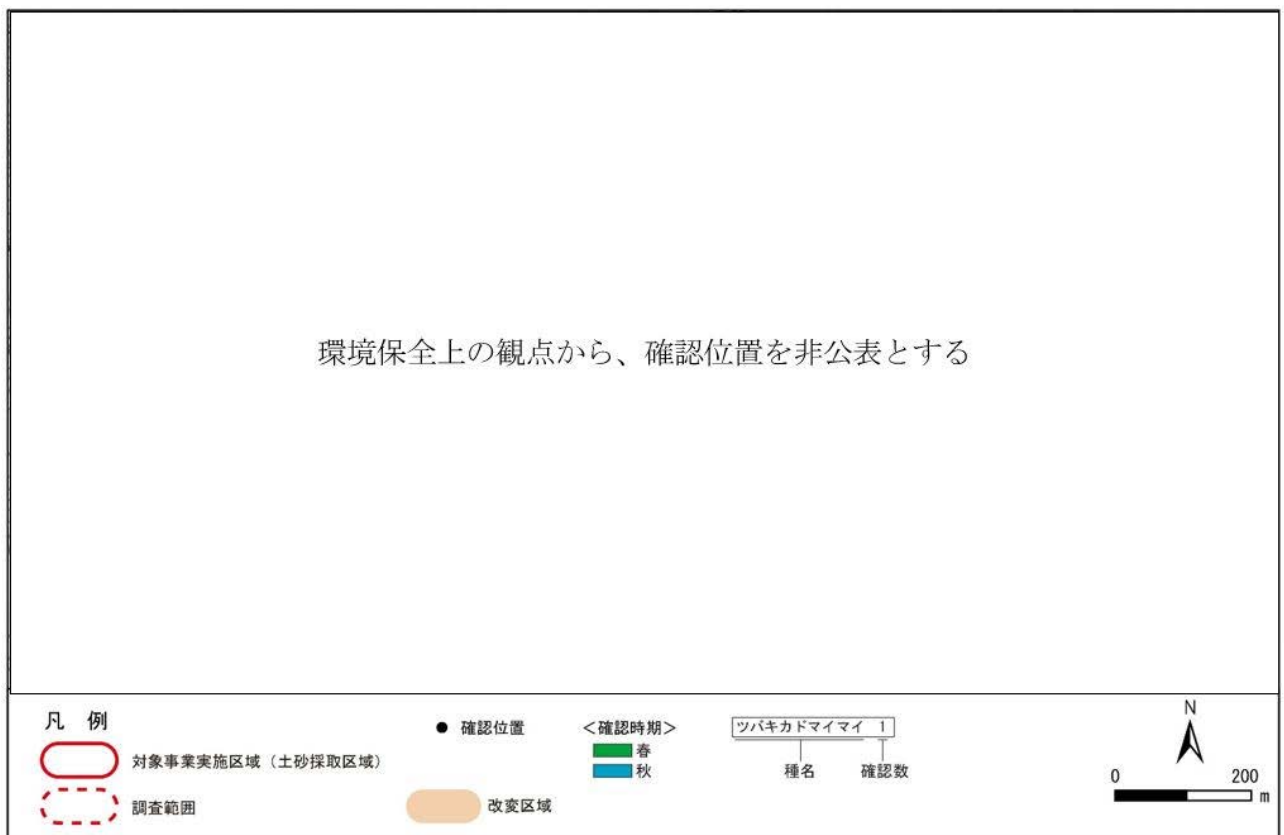 環境保全上の観点から、確認位置を非公表とする
凡 例
対象事業実施区域（土砂採取区域）
調査範囲
● 確認位置
改変区域
＜確認時期＞
春
秋
ツバキカドマイマイ 1
種名 確認数
N
0 200
m